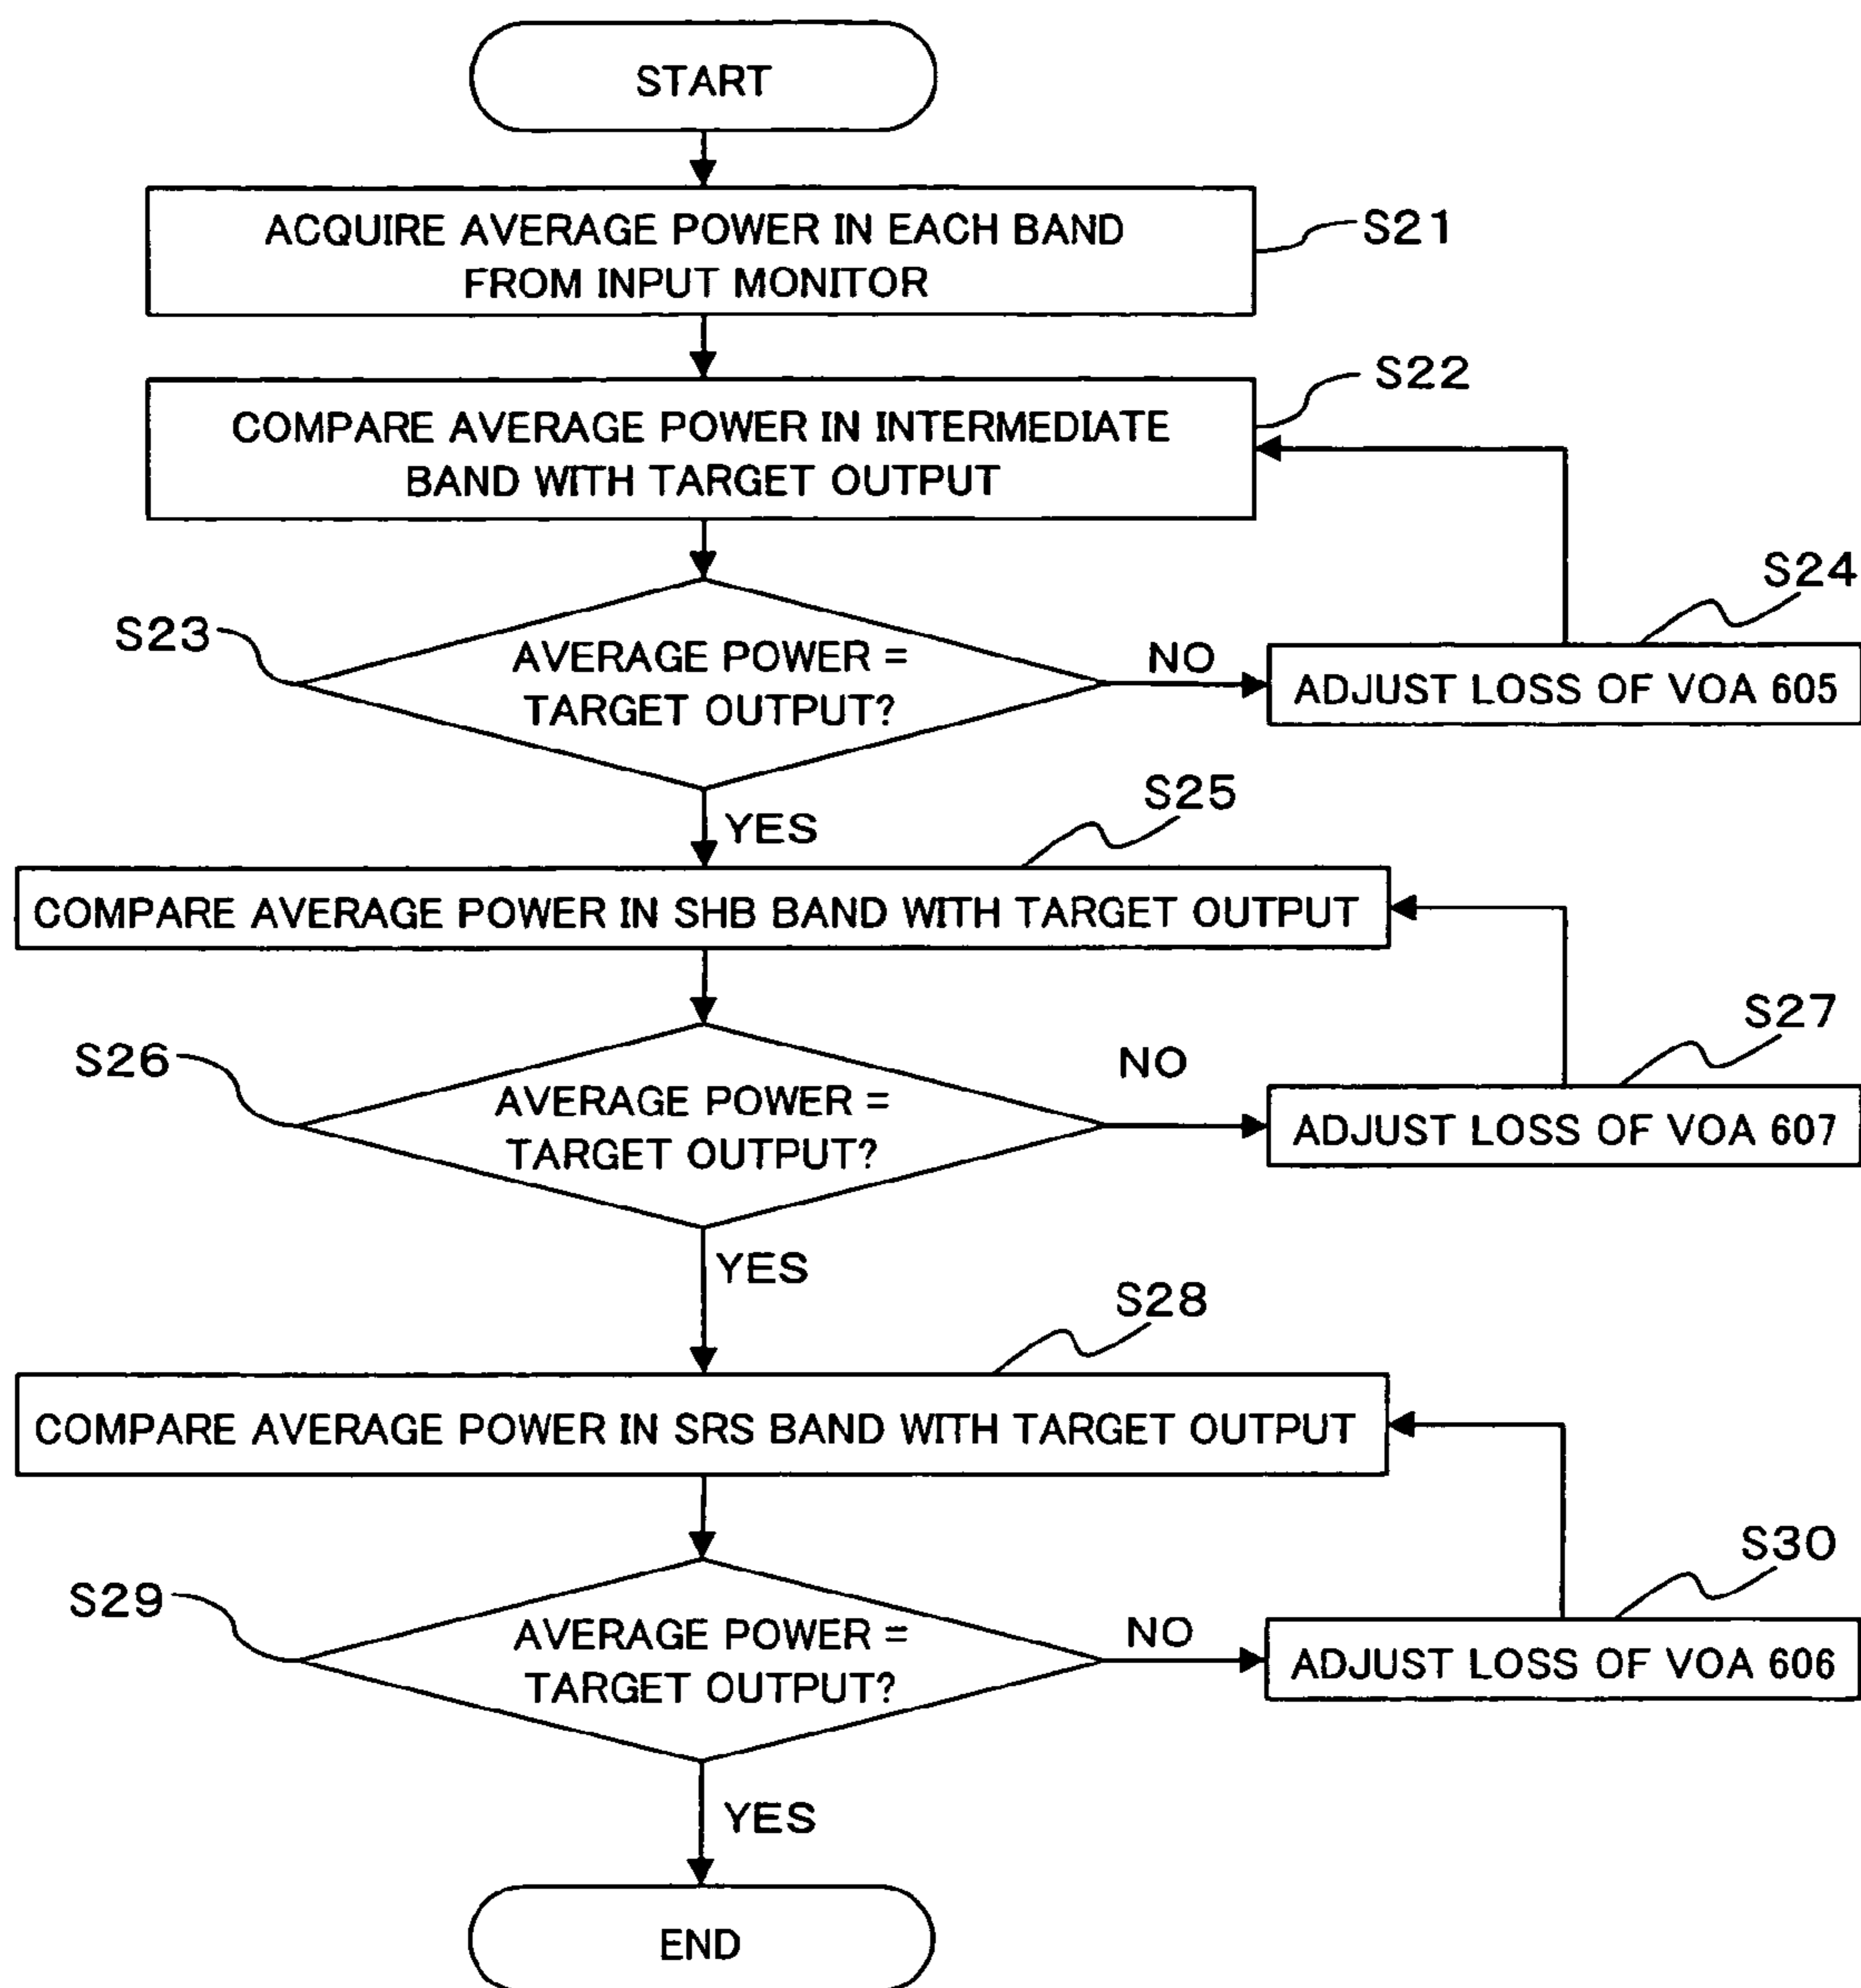 START
ACQUIRE AVERAGE POWER IN EACH BAND
FROM INPUT MONITOR
S21
COMPARE AVERAGE POWER IN INTERMEDIATE
BAND WITH TARGET OUTPUT
S22
S23
AVERAGE POWER =
TARGET OUTPUT?
NO
S24
ADJUST LOSS OF VOA 605
YES
S25
COMPARE AVERAGE POWER IN SHB BAND WITH TARGET OUTPUT
S26
AVERAGE POWER =
TARGET OUTPUT?
NO
S27
ADJUST LOSS OF VOA 607
YES
S28
COMPARE AVERAGE POWER IN SRS BAND WITH TARGET OUTPUT
S29
AVERAGE POWER =
TARGET OUTPUT?
NO
S30
ADJUST LOSS OF VOA 606
YES
END